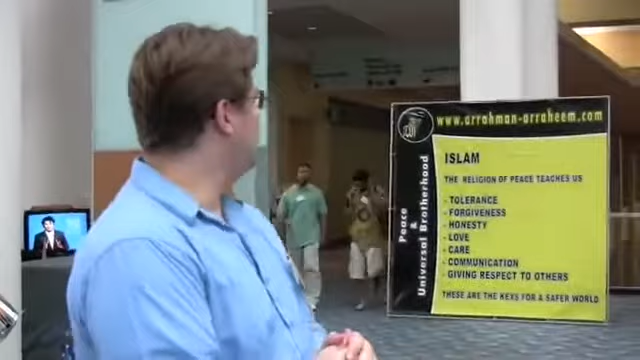 www.arrahman-arraheem.com
Peace
&
Universal Brotherhood
ISLAM
THE RELIGION OF PEACE TEACHES US
- TOLERANCE
- FORGIVENESS
- HONESTY
- LOVE
- CARE
- COMMUNICATION
- GIVING RESPECT TO OTHERS
THESE ARE THE KEYS FOR A SAFER WORLD